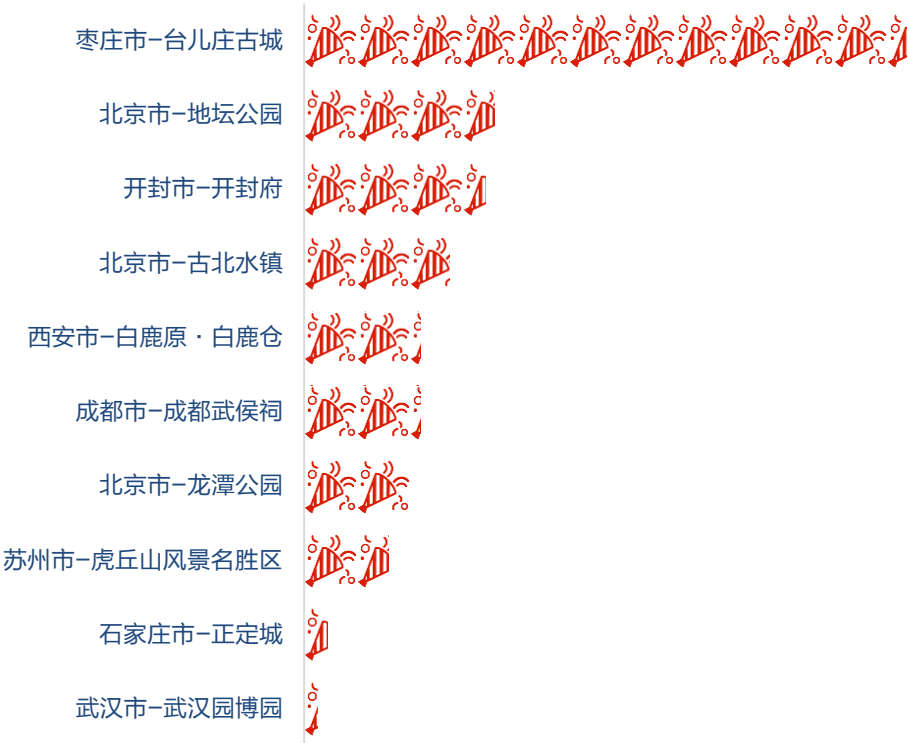 枣庄市–台儿庄古城
北京市–地坛公园
开封市–开封府
北京市–古北水镇
西安市–白鹿原·白鹿仓
成都市–成都武侯祠
北京市–龙潭公园
苏州市–虎丘山风景名胜区
石家庄市–正定城
武汉市–武汉园博园